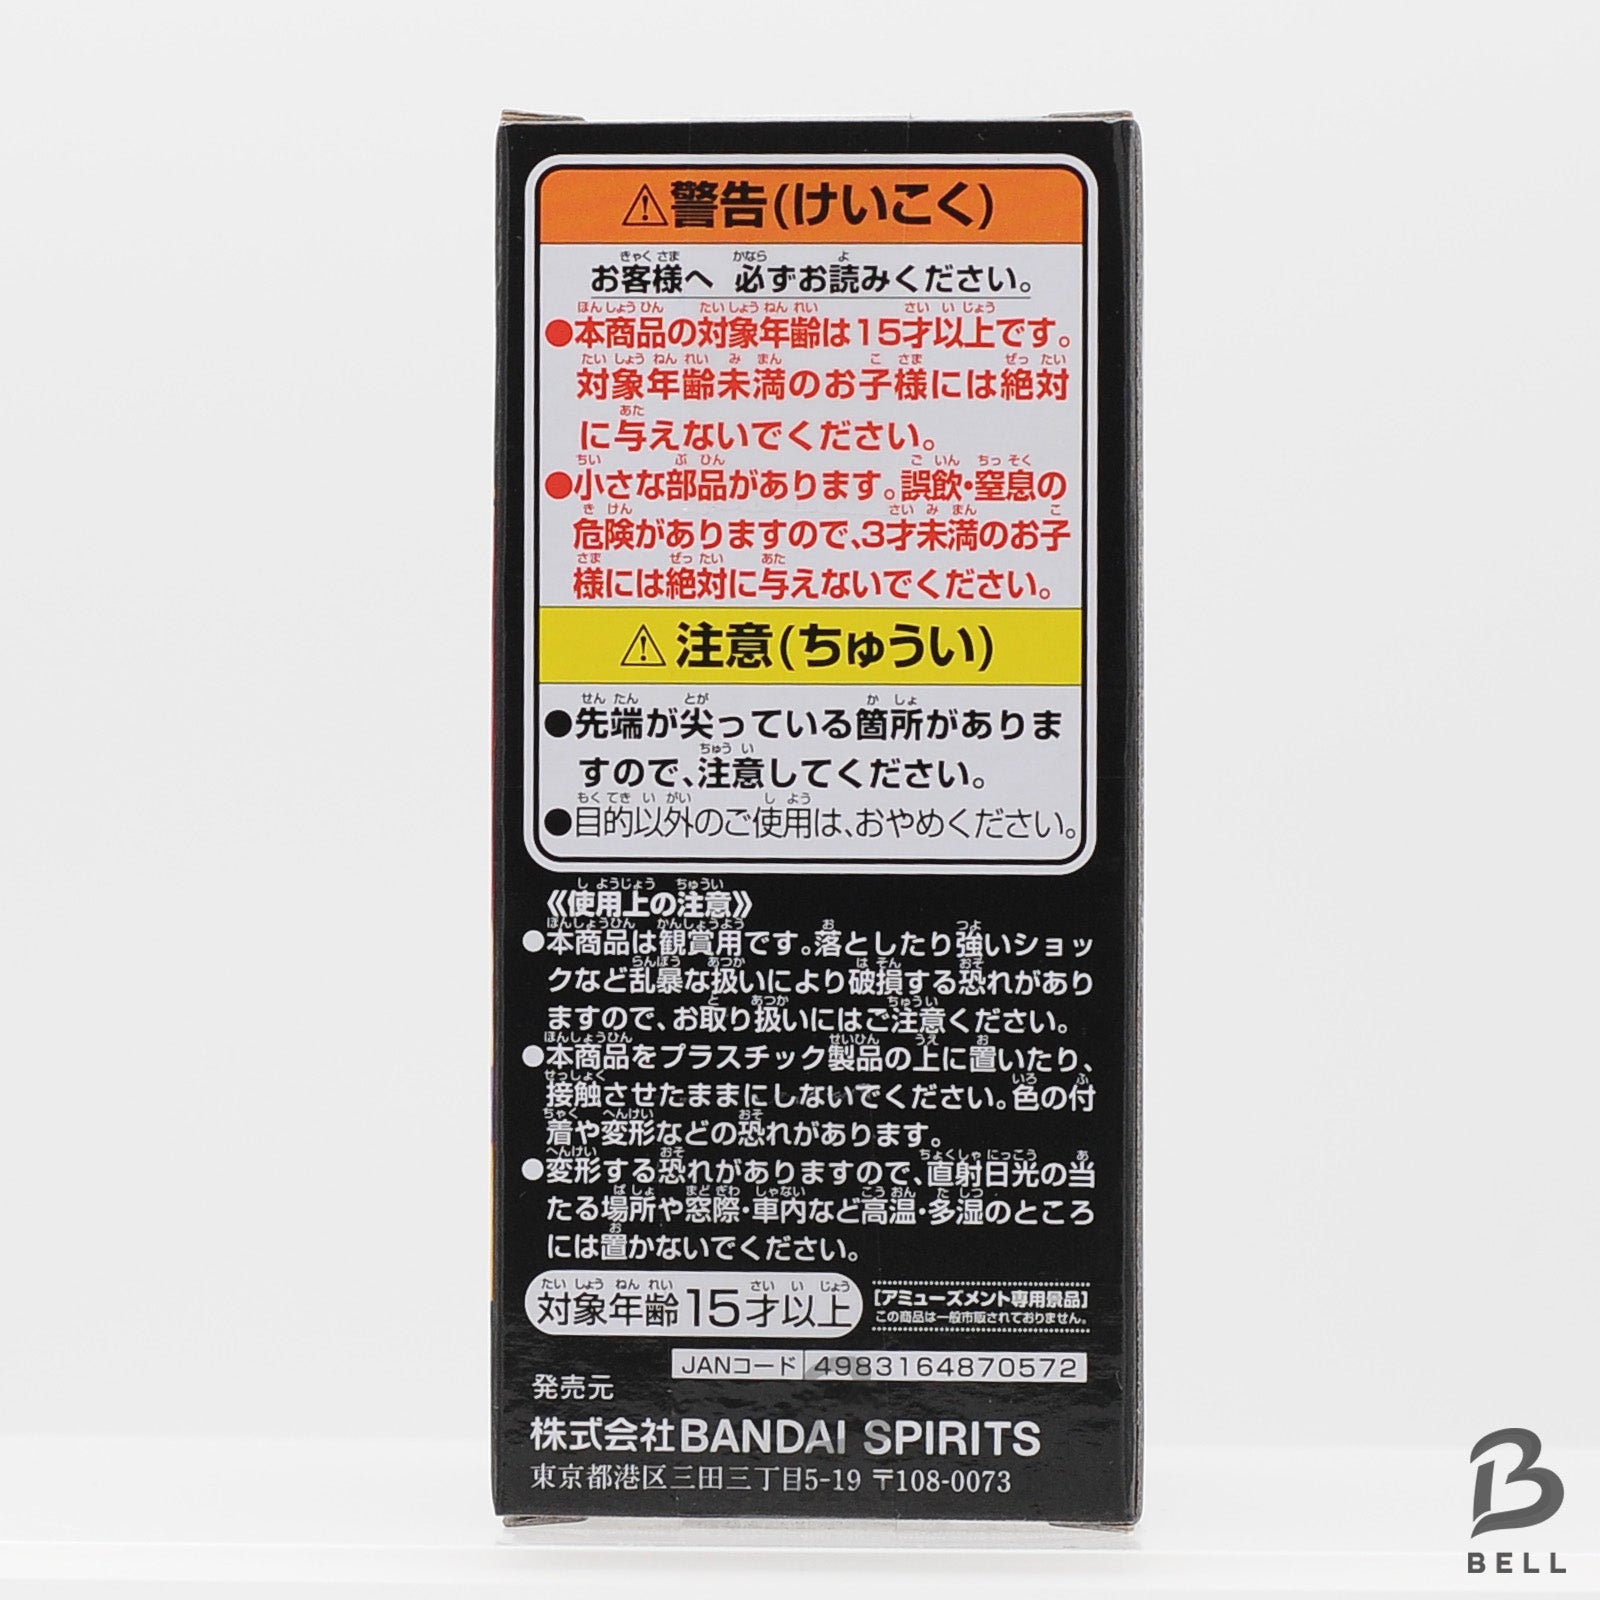 ⚠警告(けいこく)
お客様へ 必ずお読みください。
●本商品の対象年齢は15才以上です。
対象年齢未満のお子様には絶対
に与えないでください。
●小さな部品があります。誤飲・窒息の
危険がありますので、3才未満のお子
様には絶対に与えないでください。
⚠注意(ちゅうい)
●先端が尖っている箇所がありま
すので、注意してください。
●目的以外のご使用は、おやめください。
《使用上の注意》
●本商品は観賞用です。落としたり強いショッ
クなど乱暴な扱いにより破損する恐れがあり
ますので、お取り扱いにはご注意ください。
●本商品をプラスチック製品の上に置いたり、
接触させたままにしないでください。色の付
着や変形などの恐れがあります。
●変形する恐れがありますので、直射日光の当
たる場所や窓際・車内など高温・多湿のところ
には置かないでください。
対象年齢15才以上
[アミューズメント専用景品]
この商品は一般市販されておりません。
JANコード 4983164870572
発売元
株式会社BANDAI SPIRITS
東京都港区三田三丁目5-19 〒108-0073
B
BELL